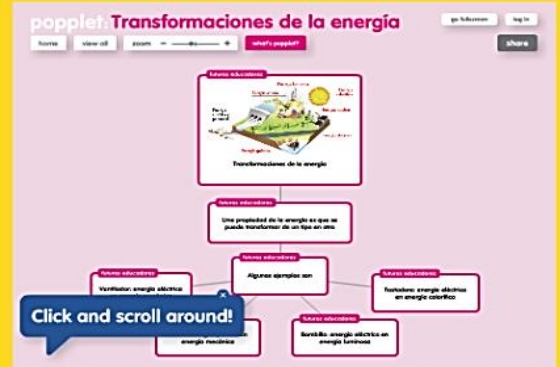 popplet: Transformaciones de la energía
go fullscreen log in
home view all zoom - + what's popplet? share
futuros educadores
Transformaciones de la energía
futuros educadores
Una propiedad de la energía es que se
puede transformar de un tipo en otro
futuros educadores
Algunos ejemplos son
futuros educadores
Ventilador: energía eléctrica
futuros educadores
Tostadora: energía eléctrica
en energía calorífica
Click and scroll around!
energía mecánica
futuros educadores
Bombilla: energía eléctrica en
energía luminosa